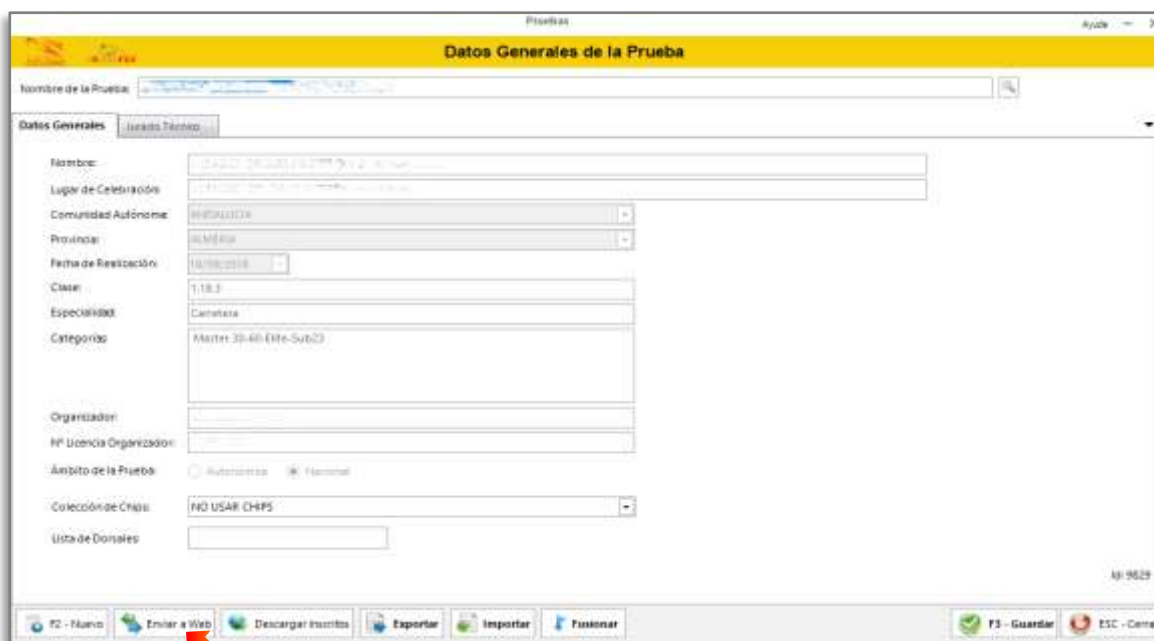 Pruebas
Ayuda
Datos Generales de la Prueba
Nombre de la Prueba:
Datos Generales
Jurado Técnico
Nombre:
Lugar de Celebración:
Comunidad Autónoma:
ANDALUCIA
Provincia:
ALMERIA
Fecha de Realización:
Clase:
1.18.3
Especialidad:
Carretera
Categorías
Master 30-60-Elite-Sub23
Organizador:
Nº Licencia Organizador:
Ámbito de la Prueba:
Autonómica
Nacional
Colección de Chips:
NO USAR CHIPS
Lista de Dorsales:
Id: 9829
F2 - Nuevo
Enviar a Web
Descargar Inscritos
Exportar
Importar
Fusionar
F3 - Guardar